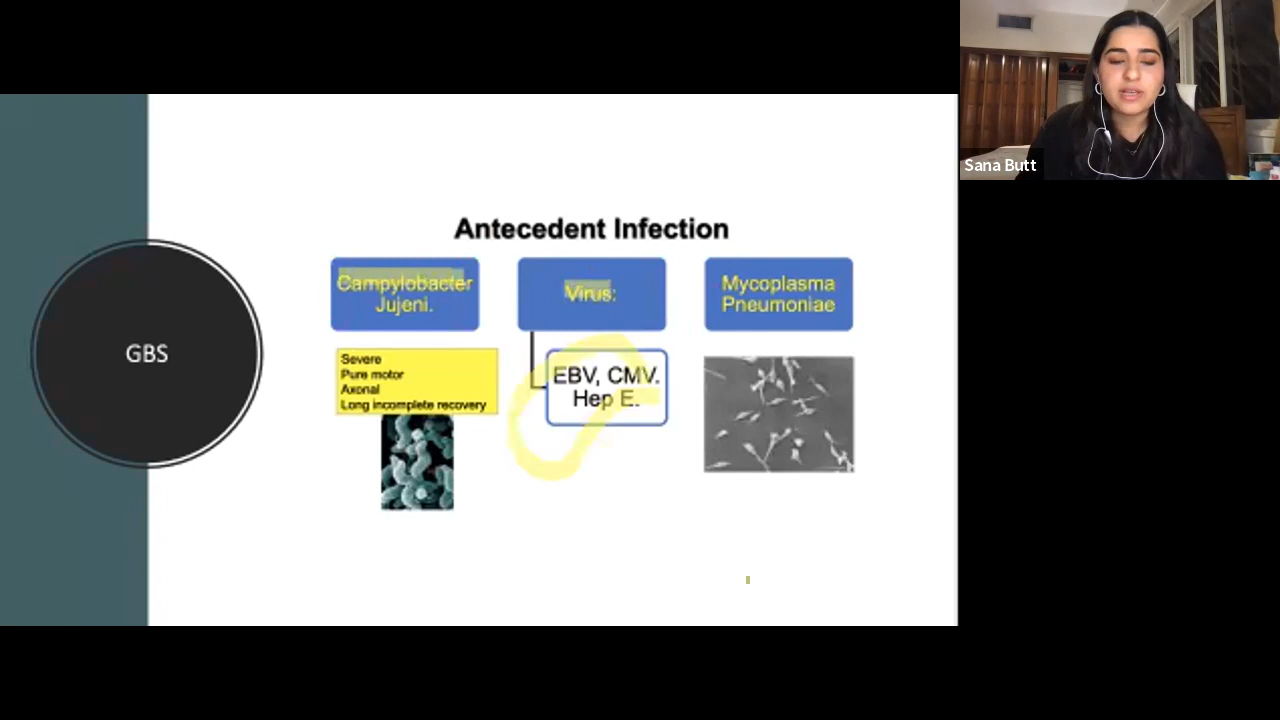 Sana Butt
GBS
Antecedent Infection
Campylobacter
Jujeni.
Severe
Pure motor
Axonal
Long incomplete recovery
Virus:
EBV, CMV.
Hep E.
Mycoplasma
Pneumoniae